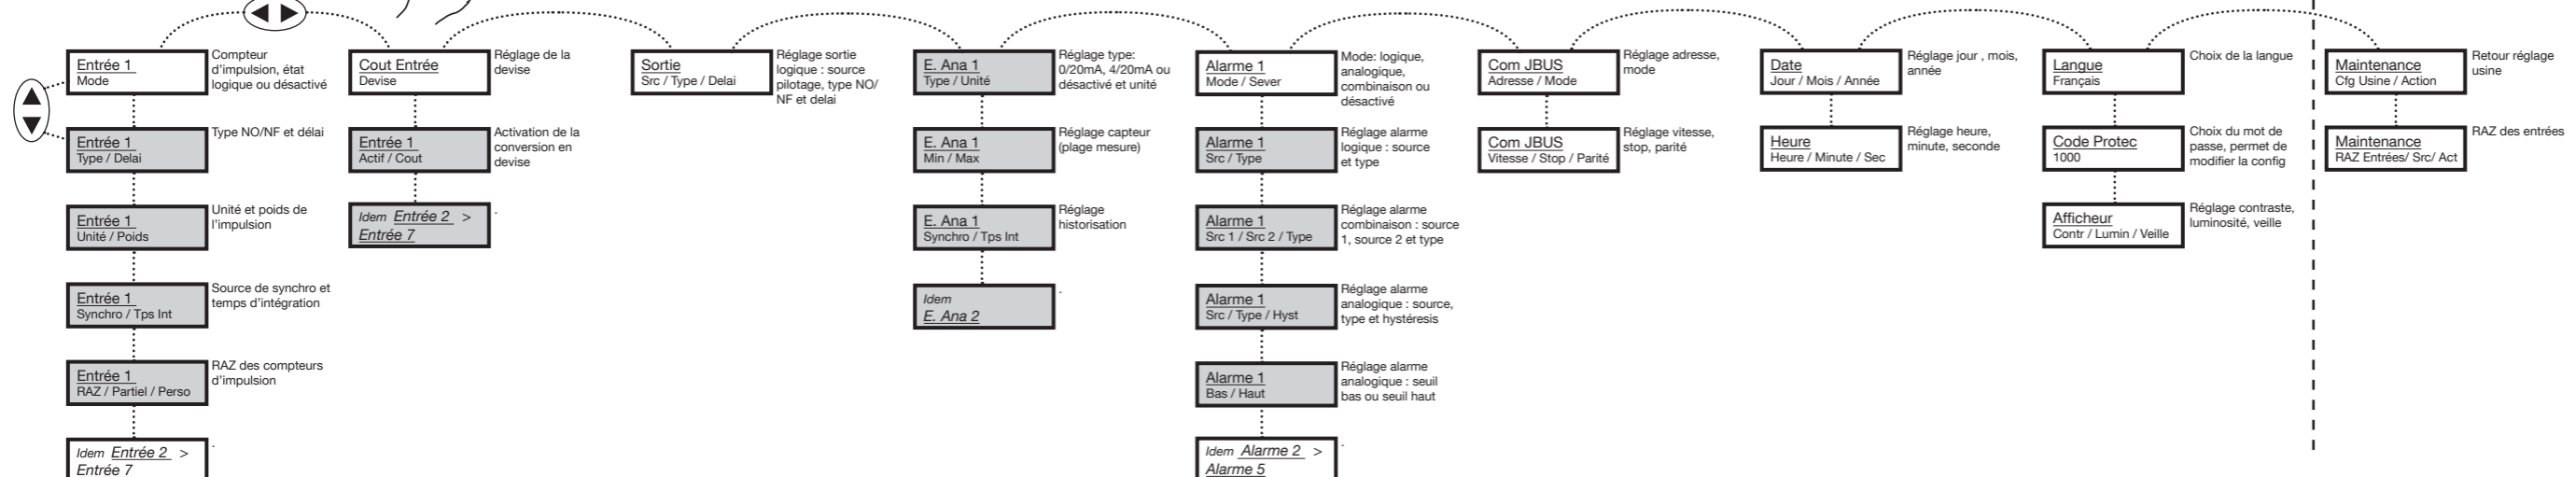 Entrée 1
Mode
Compteur
d'impulsion, état
logique ou désactivé
Entrée 1
Type / Delai
Type NO/NF et délai
Entrée 1
Unité / Poids
Unité et poids de
l'impulsion
Entrée 1
Synchro / Tps Int
Source de synchro et
temps d'intégration
Entrée 1
RAZ / Partiel / Perso
RAZ des compteurs
d'impulsion
Idem Entrée 2 >
Entrée 7
.
Cout Entrée
Devise
Réglage de la
devise
Entrée 1
Actif / Cout
Activation de la
conversion en
devise
Idem Entrée 2 >
Entrée 7
.
Sortie
Src / Type / Delai
Réglage sortie
logique : source
pilotage, type NO/
NF et delai
E. Ana 1
Type / Unité
Réglage type:
0/20mA, 4/20mA ou
désactivé et unité
E. Ana 1
Min / Max
Réglage capteur
(plage mesure)
E. Ana 1
Synchro / Tps Int
Réglage
historisation
Idem
E. Ana 2
.
Alarme 1
Mode / Sever
Mode: logique,
analogique,
combinaison ou
désactivé
Alarme 1
Src / Type
Réglage alarme
logique : source
et type
Alarme 1
Src 1 / Src 2 / Type
Réglage alarme
combinaison : source
1, source 2 et type
Alarme 1
Src / Type / Hyst
Réglage alarme
analogique : source,
type et hystéresis
Alarme 1
Bas / Haut
Réglage alarme
analogique : seuil
bas ou seuil haut
Idem Alarme 2 >
Alarme 5
.
Com JBUS
Adresse / Mode
Réglage adresse,
mode
Com JBUS
Vitesse / Stop / Parité
Réglage vitesse,
stop, parité
Date
Jour / Mois / Année
Réglage jour , mois,
année
Heure
Heure / Minute / Sec
Réglage heure,
minute, seconde
Langue
Français
Choix de la langue
Code Protec
1000
Choix du mot de
passe, permet de
modifier la config
Afficheur
Contr / Lumin / Veille
Réglage contraste,
luminosité, veille
Maintenance
Cfg Usine / Action
Retour réglage
usine
Maintenance
RAZ Entrées/ Src/ Act
RAZ des entrées